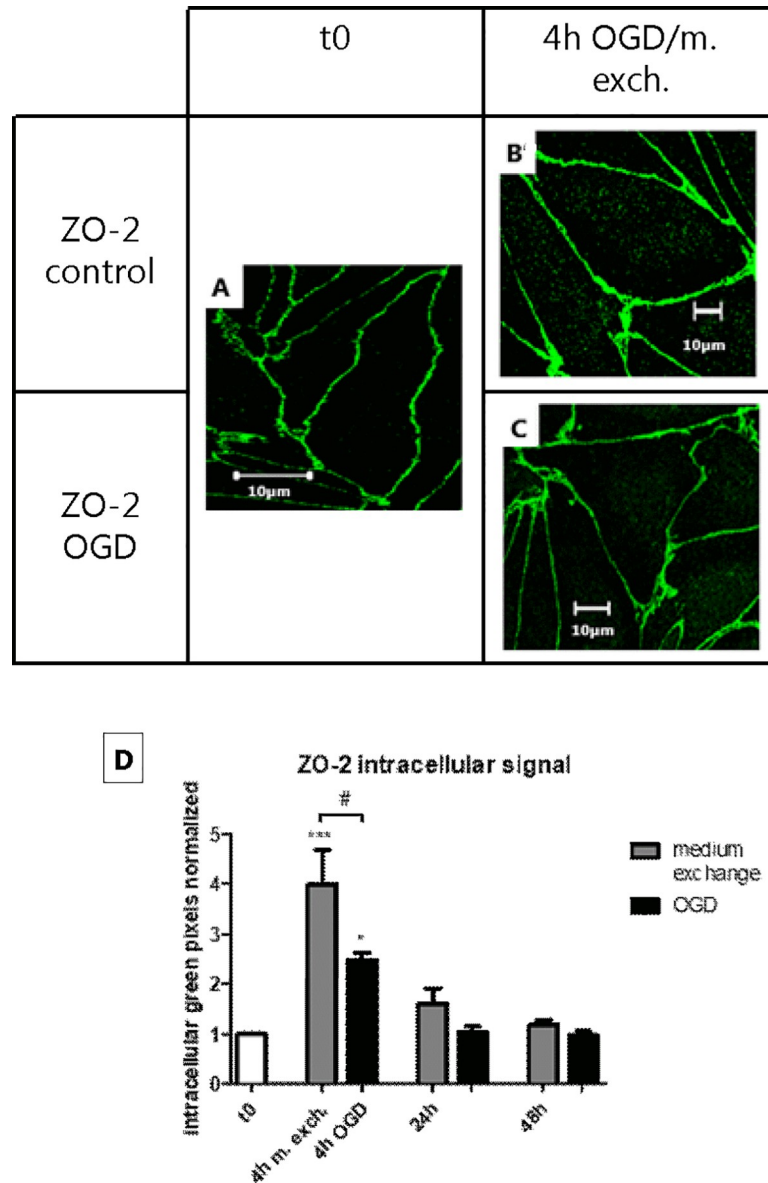 t0
4h OGD/m.
exch.
ZO-2
control
A
10µm
B
10µm
ZO-2
OGD
C
10µm
D
ZO-2 intracellular signal
intracellular green pixels normalized
5
4
3
2
1
0
***
#
*
medium
exchange
OGD
t0
4h m. exch.
4h OGD
24h
48h